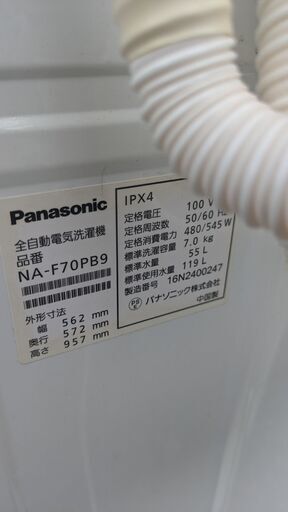 Panasonic
全自動電気洗濯機
品番
NA-F70PB9
外形寸法
幅 562 mm
奥行 572 mm
高さ 957 mm
IPX4
定格電圧 100 V
定格周波数 50/60 Hz
定格消費電力 480/545 W
標準洗濯容量 7.0 kg
標準水量 55 L
標準使用水量 119 L
製造番号 16N2400247
PS E パナソニック株式会社
中国製